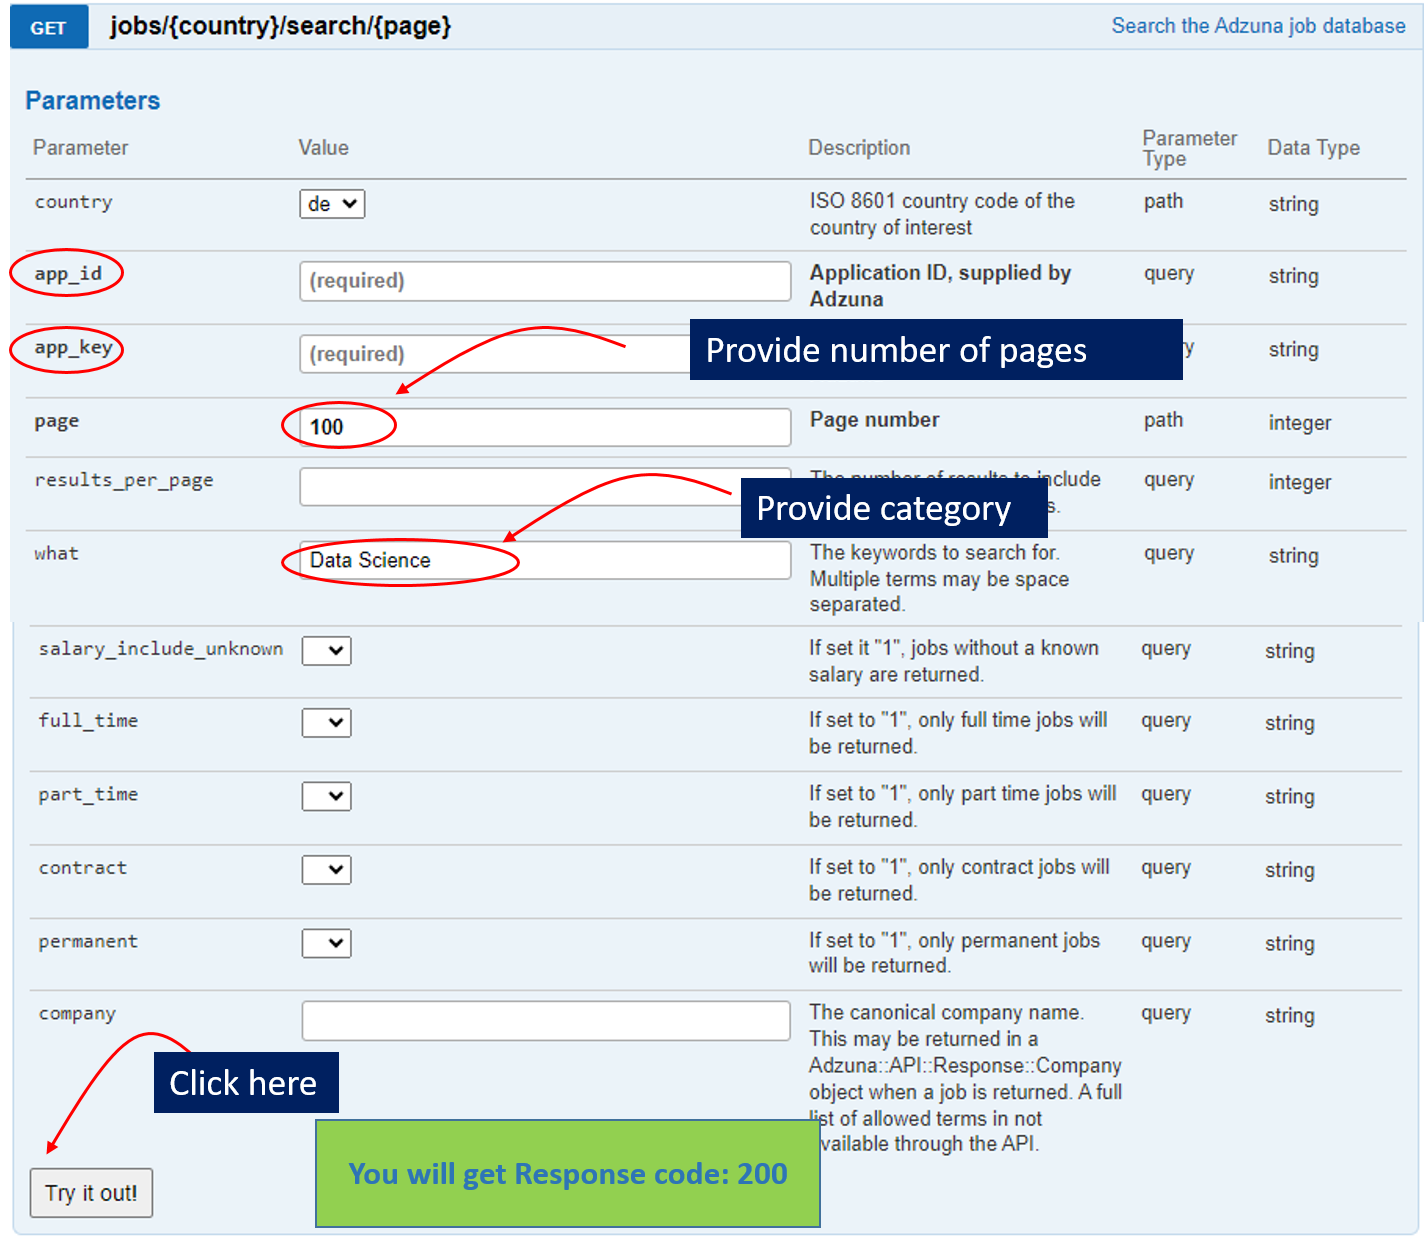 GET jobs/{country}/search/{page} Search the Adzuna job database
Parameters
Parameter Value Description Parameter Type Data Type
country de ISO 8601 country code of the path string
country of interest
app_id (required) Application ID, supplied by query string
Adzuna
app_key (required) string
Provide number of pages
page 100 Page number path integer
results_per_page query integer
Provide category
what Data Science The keywords to search for. query string
Multiple terms may be space
separated.
salary_include_unknown If set it "1", jobs without a known query string
salary are returned.
full_time If set to "1", only full time jobs will query string
be returned.
part_time If set to "1", only part time jobs will query string
be returned.
contract If set to "1", only contract jobs will query string
be returned.
permanent If set to "1", only permanent jobs query string
will be returned.
company The canonical company name. query string
This may be returned in a
Adzuna::API::Response::Company
object when a job is returned. A full
list of allowed terms in not
available through the API.
Click here
You will get Response code: 200
Try it out!